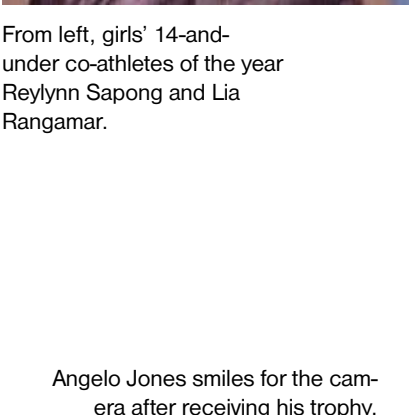 From left, girls’ 14-and-
under co-athletes of the year
Reylynn Sapong and Lia
Rangamar.
Angelo Jones smiles for the cam-
era after receiving his trophy.